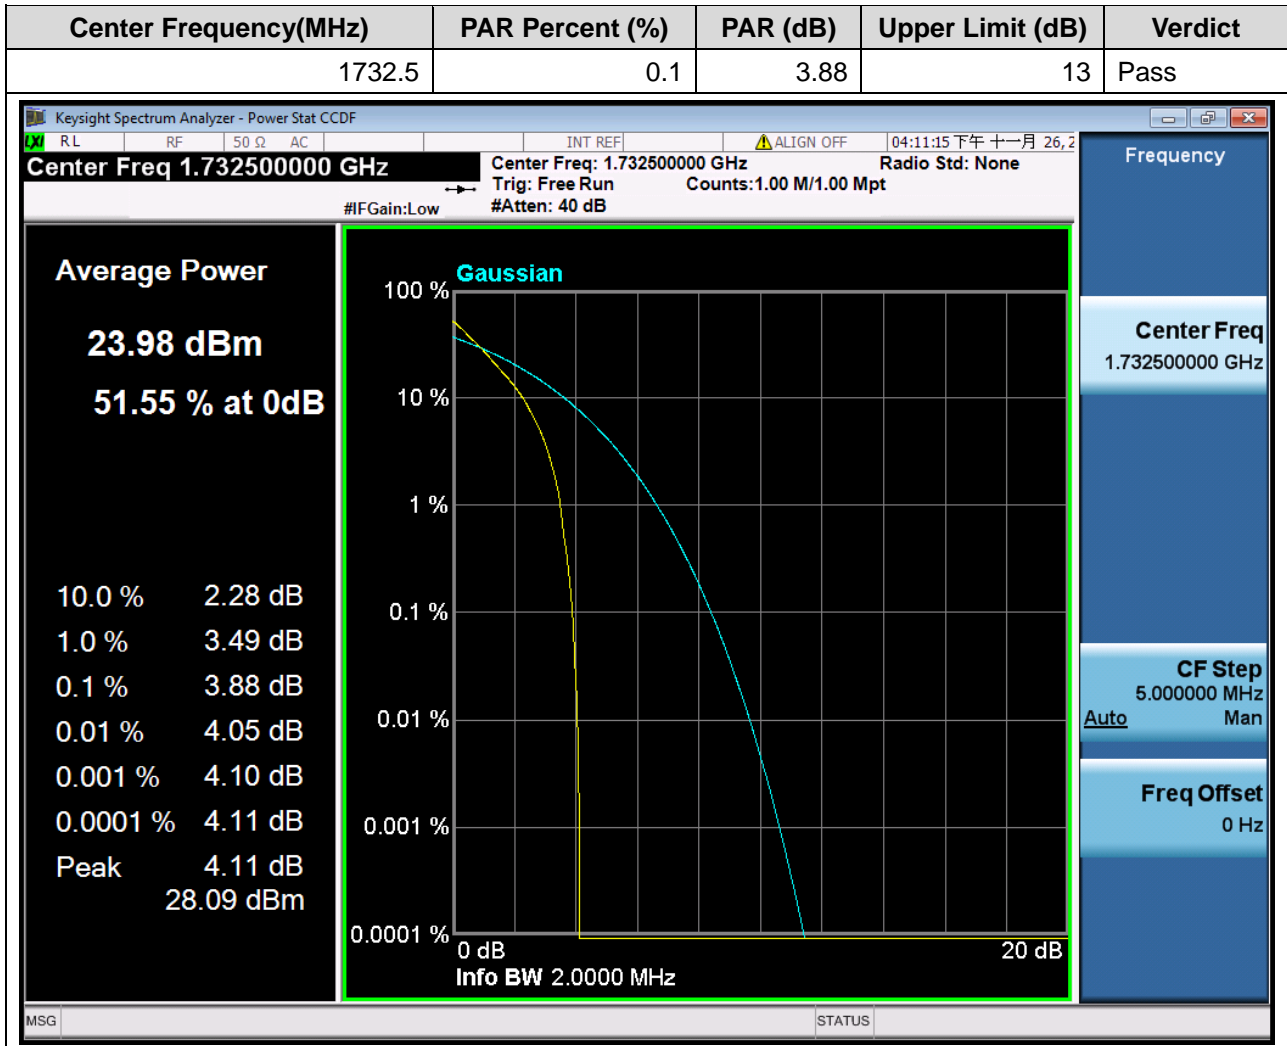 Center Frequency(MHz) PAR Percent (%) PAR (dB) Upper Limit (dB) Verdict
1732.5 0.1 3.88 13 Pass
Keysight Spectrum Analyzer - Power Stat CCDF
LXI RL RF 50 Ω AC INT REF ALIGN OFF 04:11:15 下午 十一月 26, 2
Center Freq 1.732500000 GHz
Center Freq: 1.732500000 GHz Radio Std: None
Trig: Free Run Counts:1.00 M/1.00 Mpt
#IFGain:Low #Atten: 40 dB
Frequency
Average Power
23.98 dBm
51.55 % at 0dB
10.0 % 2.28 dB
1.0 % 3.49 dB
0.1 % 3.88 dB
0.01 % 4.05 dB
0.001 % 4.10 dB
0.0001 % 4.11 dB
Peak 4.11 dB
28.09 dBm
Gaussian
100 %
10 %
1 %
0.1 %
0.01 %
0.001 %
0.0001 %
0 dB 20 dB
Info BW 2.0000 MHz
Center Freq
1.732500000 GHz
CF Step
5.000000 MHz
Auto Man
Freq Offset
0 Hz
MSG STATUS